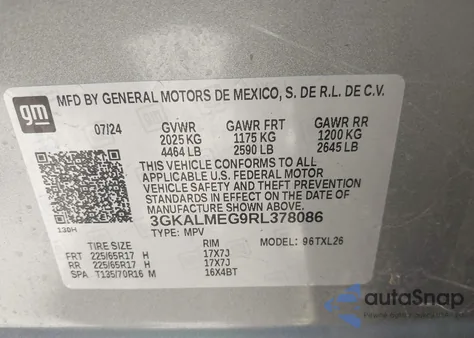 gm
MFD BY GENERAL MOTORS DE MEXICO, S. DE R.L. DE C.V.
07/24 GVWR GAWR FRT GAWR RR
2025 KG 1175 KG 1200 KG
4464 LB 2590 LB 2645 LB
THIS VEHICLE CONFORMS TO ALL
APPLICABLE U.S. FEDERAL MOTOR
VEHICLE SAFETY AND THEFT PREVENTION
STANDARDS IN EFFECT ON THE DATE OF
MANUFACTURE SHOWN ABOVE.
3GKALMEG9RL378086
TYPE: MPV MODEL: 96TXL26
TIRE SIZE RIM
FRT 225/65R17 H 17X7J
RR 225/65R17 H 17X7J
SPA T135/70R16 M 16X4BT
autoSnap